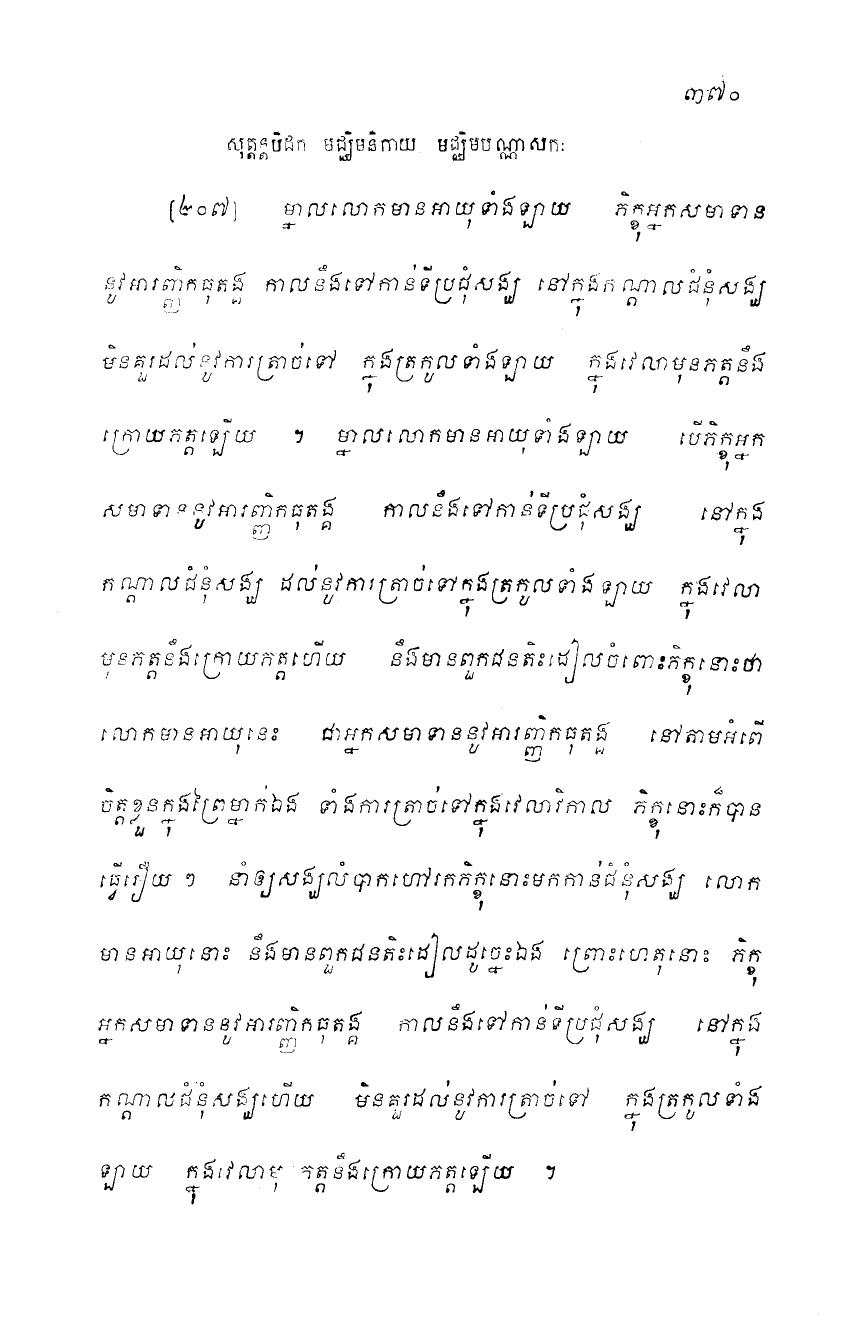 ៣៧០
សុត្តន្តបិដក មជ្ឈិមនិកាយ មជ្ឈិមបណ្ណាសកៈ
[៤០៧] ម្នាលលោកមានអាយុទាំងឡាយ ភិក្ខុអ្នកសមាទាន
នូវអារញ្ញិកធុតង្គ កាលនឹងទៅកាន់ទីប្រជុំសង្ឃ នៅក្នុងកណ្តាលជំនុំសង្ឃ
មិនគួរដល់នូវការត្រាច់ទៅ ក្នុងត្រកូលទាំងឡាយ ក្នុងវេលាមុនភត្តនឹង
ក្រោយភត្តឡើយ ។ ម្នាលលោកមានអាយុទាំងឡាយ បើភិក្ខុអ្នក
សមាទាននូវអារញ្ញិកធុតង្គ កាលនឹងទៅកាន់ទីប្រជុំសង្ឃ នៅក្នុង
កណ្តាលជំនុំសង្ឃ ដល់នូវការត្រាច់ទៅក្នុងត្រកូលទាំងឡាយ ក្នុងវេលា
មុនភត្តនឹងក្រោយភត្តហើយ នឹងមានពួកជនតិះដៀលចំពោះភិក្ខុនោះថា
លោកមានអាយុនេះ ជាអ្នកសមាទាននូវអារញ្ញិកធុតង្គ នៅតាមអំពើ
ចិត្តខ្លួនក្នុងព្រៃម្នាក់ឯង ទាំងការត្រាច់ទៅក្នុងវេលាវិកាល ភិក្ខុនោះក៏បាន
ធ្វើរឿយ ៗ នាំឲ្យសង្ឃលំបាកហៅរកភិក្ខុនោះមកកាន់ជំនុំសង្ឃ លោក
មានអាយុនោះ នឹងមានពួកជនតិះដៀលដូច្នេះឯង ព្រោះហេតុនោះ ភិក្ខុ
អ្នកសមាទាននូវអារញ្ញិកធុតង្គ កាលនឹងទៅកាន់ទីប្រជុំសង្ឃ នៅក្នុង
កណ្តាលជំនុំសង្ឃហើយ មិនគួរដល់នូវការត្រាច់ទៅ ក្នុងត្រកូលទាំង
ឡាយ ក្នុងវេលាមុ ភត្តនឹងក្រោយភត្តឡើយ ។